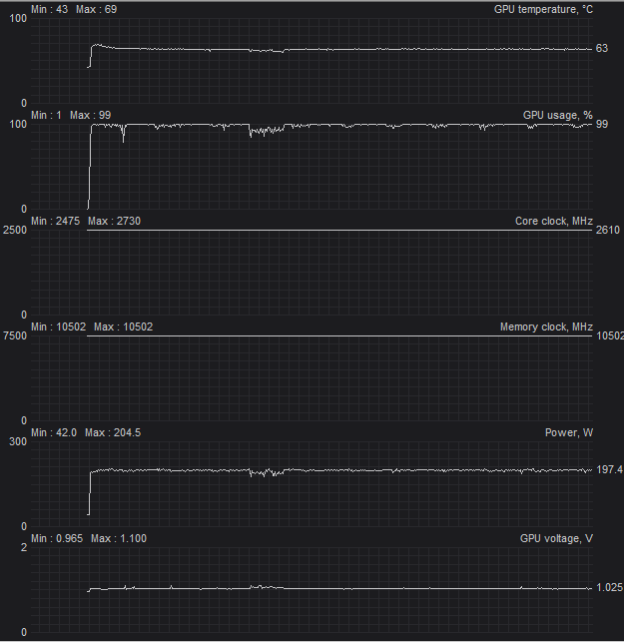 Min : 43 Max : 69 GPU temperature, °C
100
63
0
Min : 1 Max : 99 GPU usage, %
100 99
0
Min : 2475 Max : 2730 Core clock, MHz
2500 2610
0
Min : 10502 Max : 10502 Memory clock, MHz
7500 10502
0
Min : 42.0 Max : 204.5 Power, W
300
197.4
0
Min : 0.965 Max : 1.100 GPU voltage, V
2
1.025
0